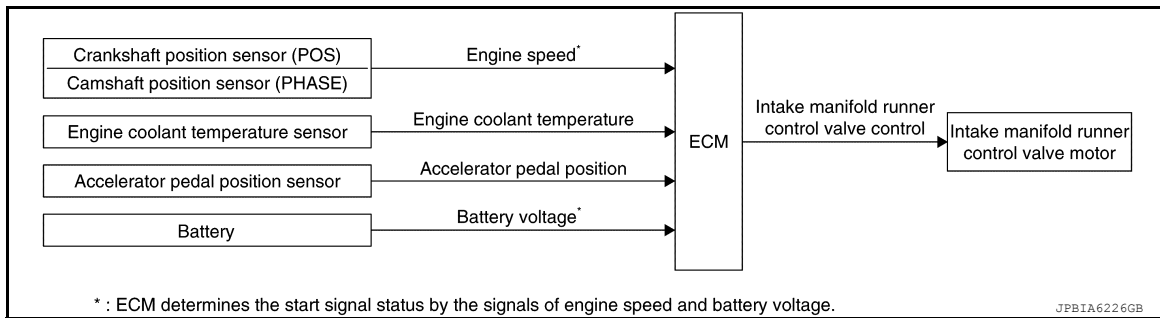 Crankshaft position sensor (POS)
Camshaft position sensor (PHASE)
Engine speed*
Engine coolant temperature sensor
Engine coolant temperature
Accelerator pedal position sensor
Accelerator pedal position
Battery
Battery voltage*
ECM
Intake manifold runner
control valve control
Intake manifold runner
control valve motor
* : ECM determines the start signal status by the signals of engine speed and battery voltage.
JPBIA6226GB